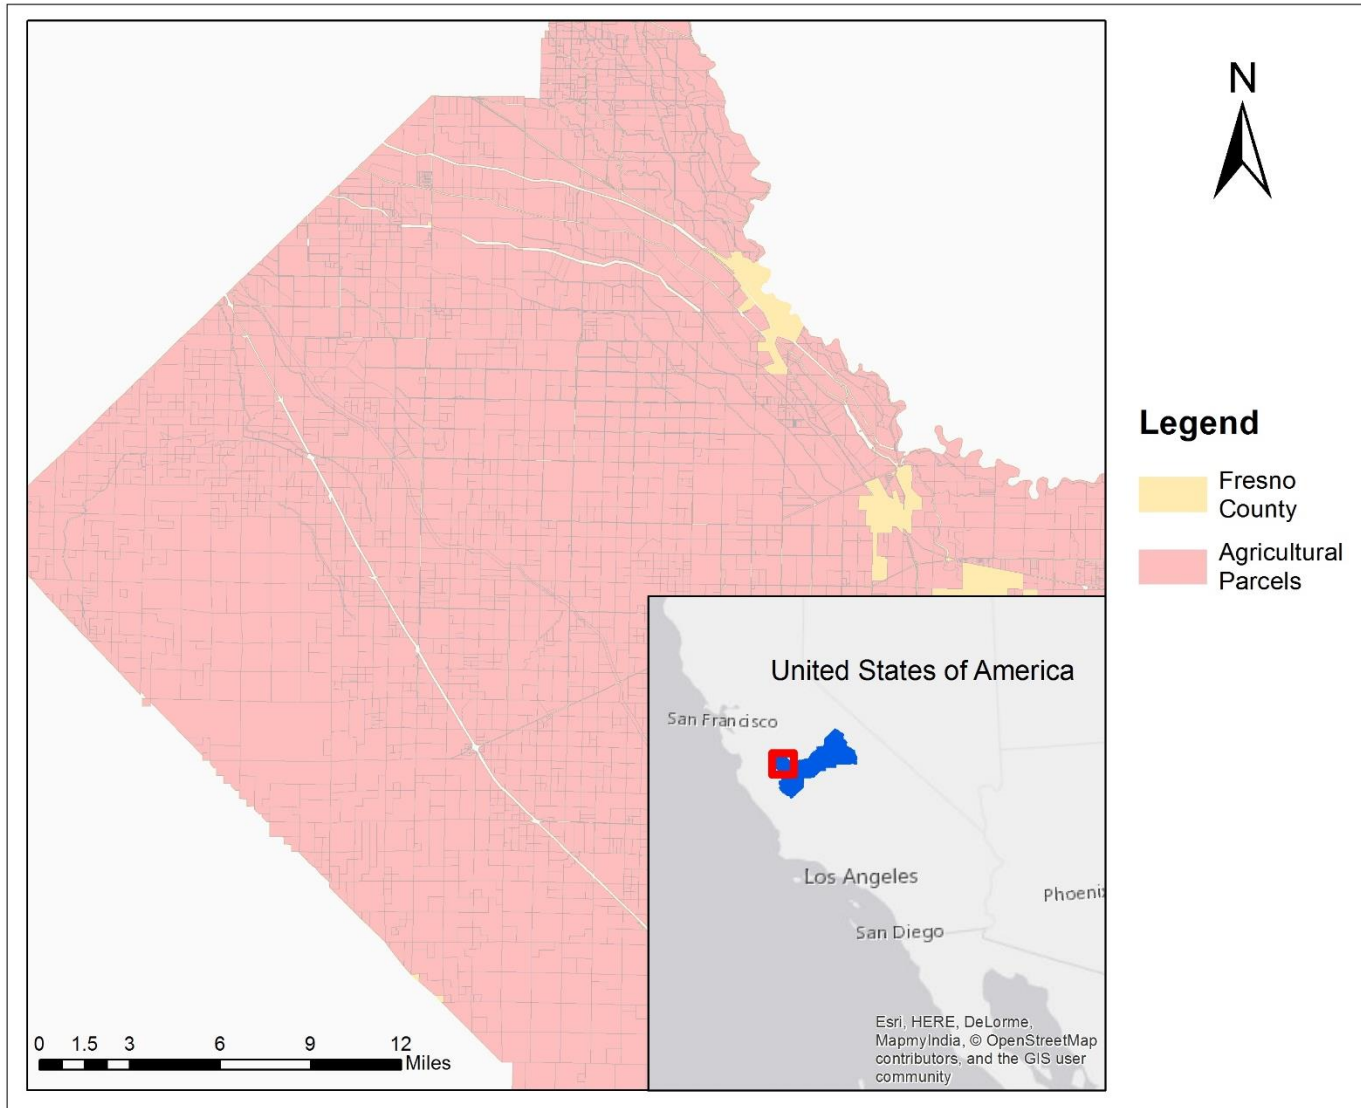 N
Legend
Fresno
County
Agricultural
Parcels
United States of America
San Francisco
Los Angeles
Phoeni
San Diego
Esri, HERE, DeLorme,
MapmyIndia, © OpenStreetMap
contributors, and the GIS user
community
0 1.5 3 6 9 12
Miles